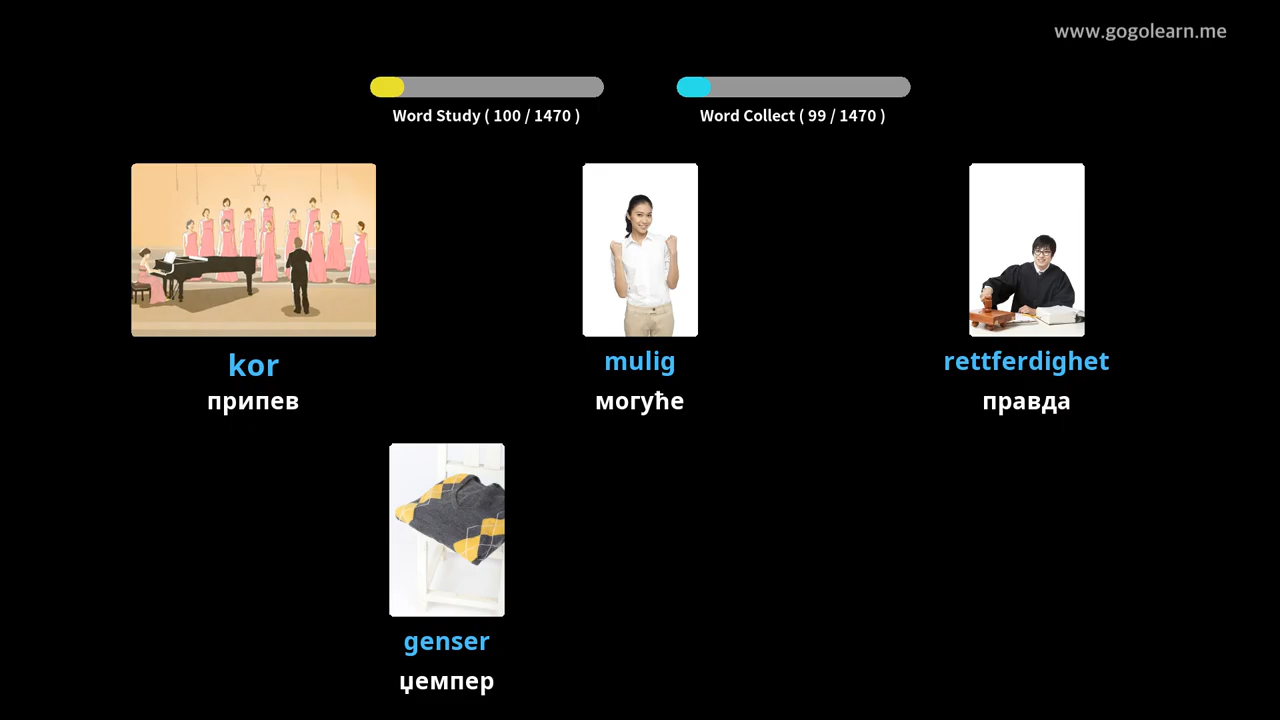 www.gogolearn.me
Word Study ( 100 / 1470 )
Word Collect ( 99 / 1470 )
kor
припев
mulig
могуће
rettferdighet
правда
genser
џемпер